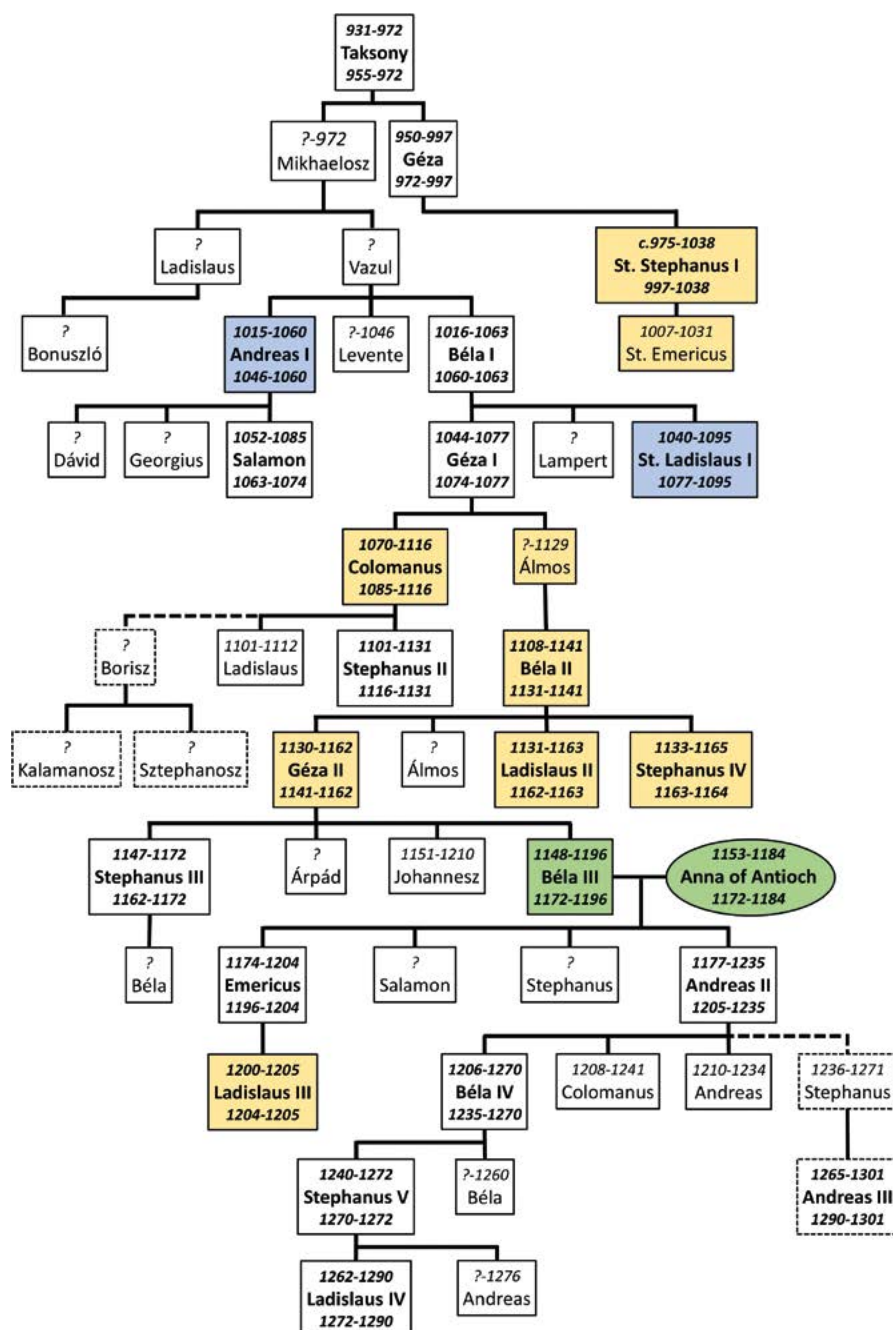 931-972
Taksony
955-972
?-972
Mikhaelosz
950-997
Géza
972-997
?
Ladislaus
?
Vazul
c.975-1038
St. Stephanus I
997-1038
?
Bonuszló
1015-1060
Andreas I
1046-1060
?-1046
Levente
1016-1063
Béla I
1060-1063
1007-1031
St. Emericus
?
Dávid
?
Georgius
1052-1085
Salamon
1063-1074
1044-1077
Géza I
1074-1077
?
Lampert
1040-1095
St. Ladislaus I
1077-1095
1070-1116
Colomanus
1085-1116
?-1129
Álmos
?
Borisz
1101-1112
Ladislaus
1101-1131
Stephanus II
1116-1131
1108-1141
Béla II
1131-1141
?
Kalamanosz
?
Sztephanosz
1130-1162
Géza II
1141-1162
?
Álmos
1131-1163
Ladislaus II
1162-1163
1133-1165
Stephanus IV
1163-1164
1147-1172
Stephanus III
1162-1172
?
Árpád
1151-1210
Johannesz
1148-1196
Béla III
1172-1196
1153-1184
Anna of Antioch
1172-1184
?
Béla
1174-1204
Emericus
1196-1204
?
Salamon
?
Stephanus
1177-1235
Andreas II
1205-1235
1200-1205
Ladislaus III
1204-1205
1206-1270
Béla IV
1235-1270
1208-1241
Colomanus
1210-1234
Andreas
1236-1271
Stephanus
1240-1272
Stephanus V
1270-1272
?-1260
Béla
1265-1301
Andreas III
1290-1301
1262-1290
Ladislaus IV
1272-1290
?-1276
Andreas